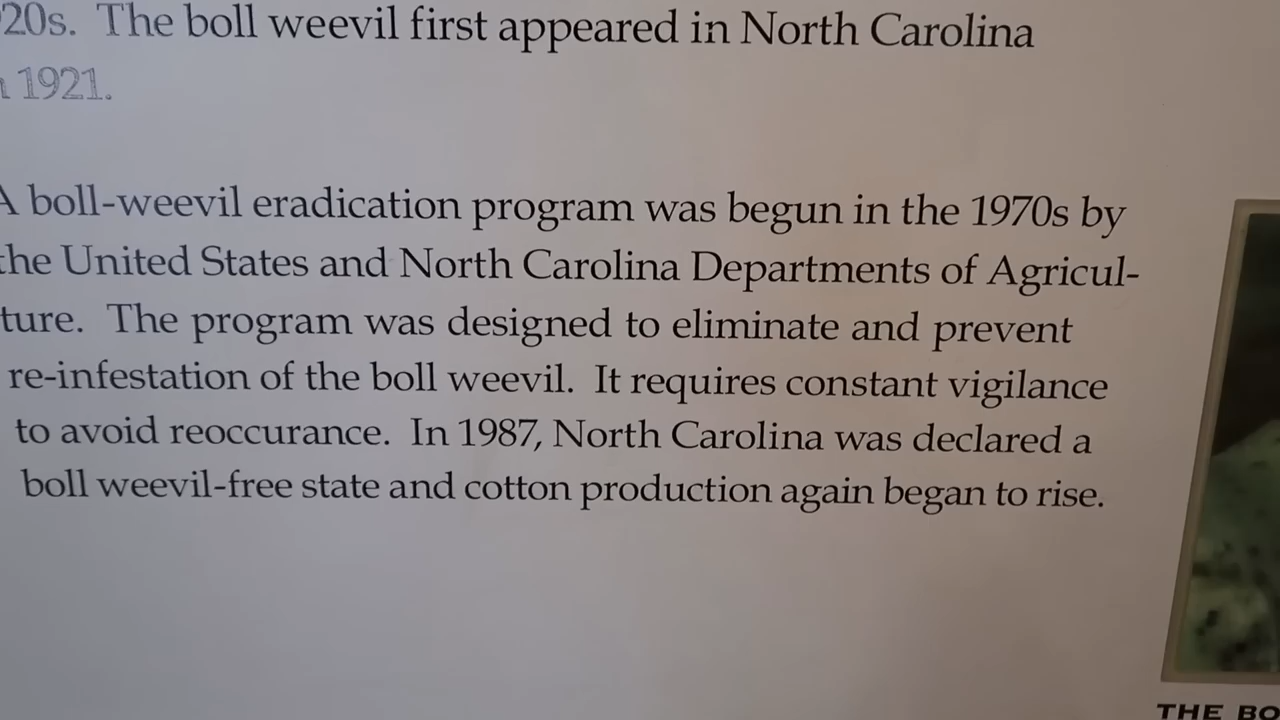 20s. The boll weevil first appeared in North Carolina
1921.
A boll-weevil eradication program was begun in the 1970s by
the United States and North Carolina Departments of Agricul-
ture. The program was designed to eliminate and prevent
re-infestation of the boll weevil. It requires constant vigilance
to avoid reoccurance. In 1987, North Carolina was declared a
boll weevil-free state and cotton production again began to rise.
THE BO